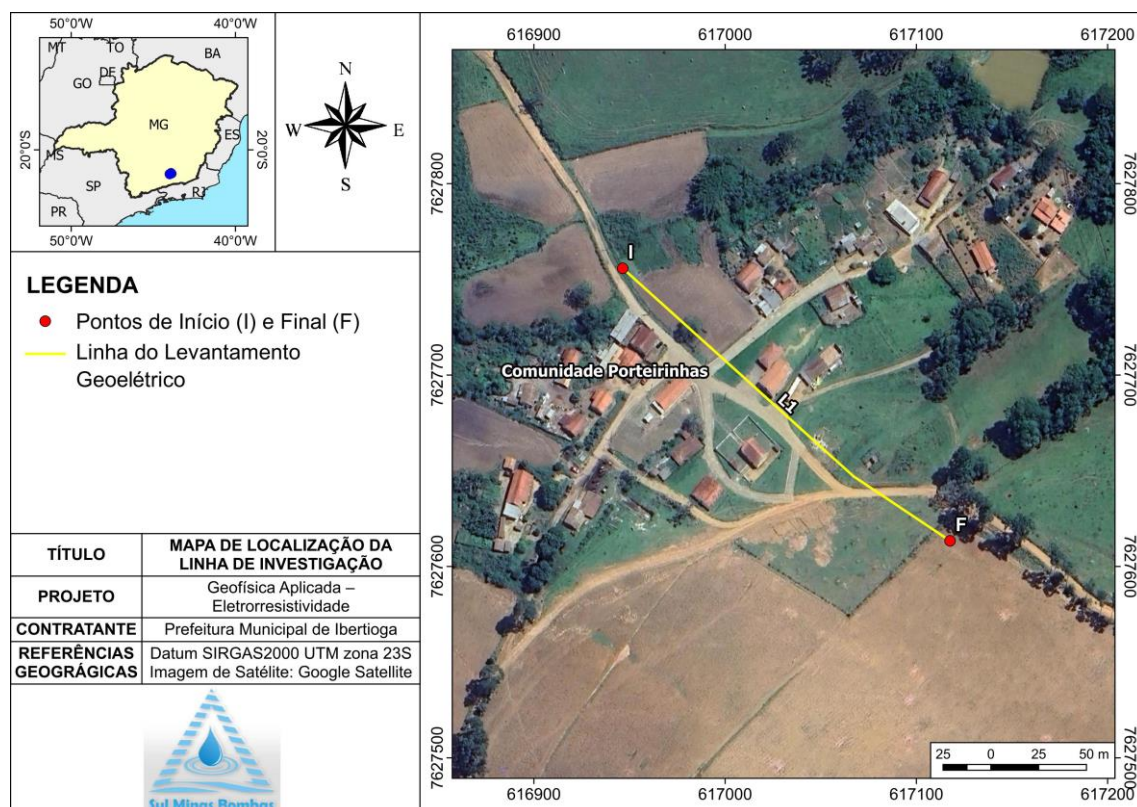 50°0'W
40°0'W
MT
TO
BA
GO
DF
MG
ES
20°0'S
20°0'S
MS
SP
RJ
PR
50°0'W
40°0'W
N
W
E
S
LEGENDA
Pontos de Início (I) e Final (F)
Linha do Levantamento
Geoelétrico
TÍTULO
MAPA DE LOCALIZAÇÃO DA
LINHA DE INVESTIGAÇÃO
PROJETO
Geofísica Aplicada –
Eletrorresistividade
CONTRATANTE
Prefeitura Municipal de Ibertioga
REFERÊNCIAS
GEOGRÁGICAS
Datum SIRGAS2000 UTM zona 23S
Imagem de Satélite: Google Satellite
Sul Minas Bombas
616900
617000
617100
617200
7627800
7627800
I
7627700
7627700
Comunidade Porteirinhas
L1
F
7627600
7627600
7627500
7627500
25 0 25 50 m
616900
617000
617100
617200